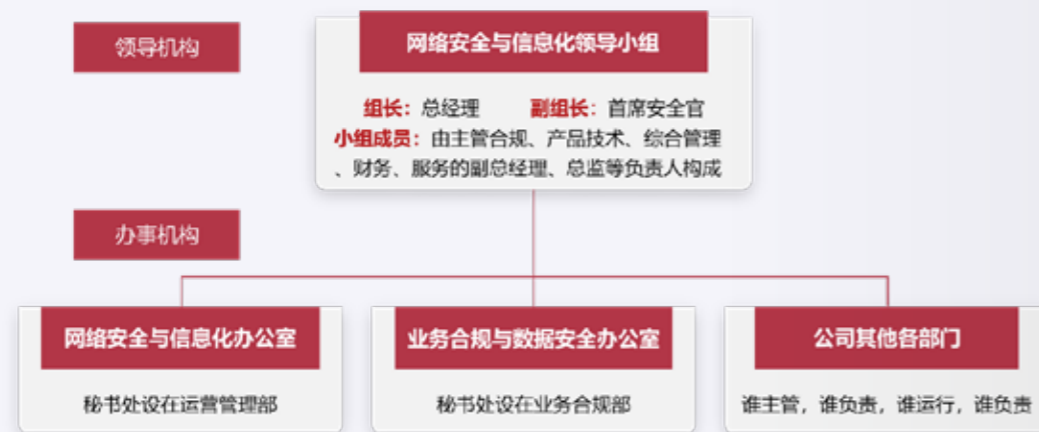 领导机构
网络安全与信息化领导小组
组长：总经理 副组长：首席安全官
小组成员：由主管合规、产品技术、综合管理
、财务、服务的副总经理、总监等负责人构成
办事机构
网络安全与信息化办公室
秘书处设在运营管理部
业务合规与数据安全办公室
秘书处设在业务合规部
公司其他各部门
谁主管，谁负责，谁运行，谁负责